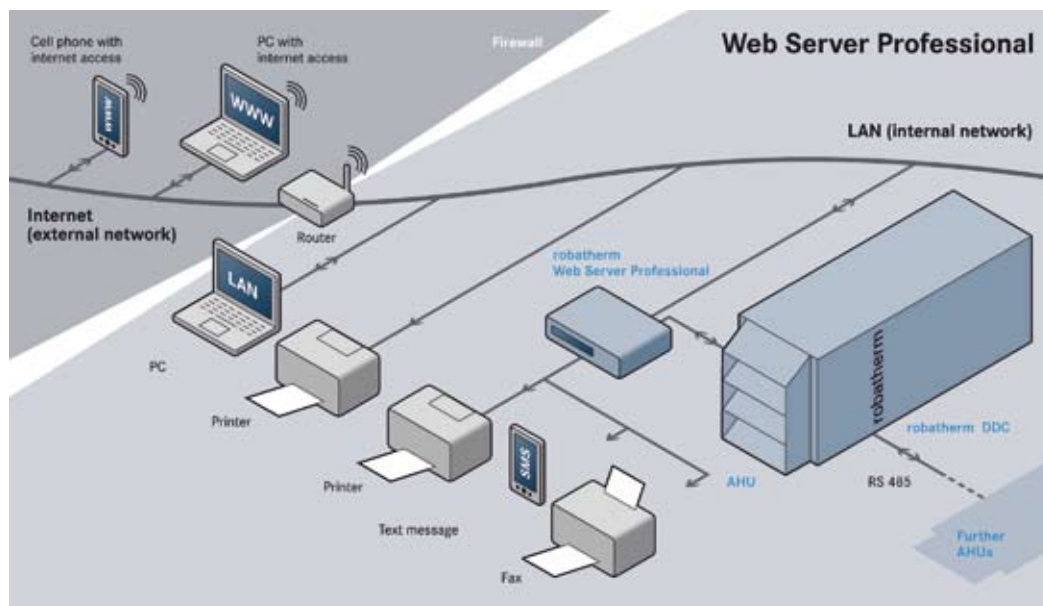 Cell phone with
internet access
PC with
internet access
Firewall
Web Server Professional
WWW
WWW
LAN (internal network)
Internet
(external network)
Router
robatherm
Web Server Professional
LAN
PC
Printer
robatherm
robatherm DDC
Printer
SMS
AHU
RS 485
Text message
Further
AHUs
Fax